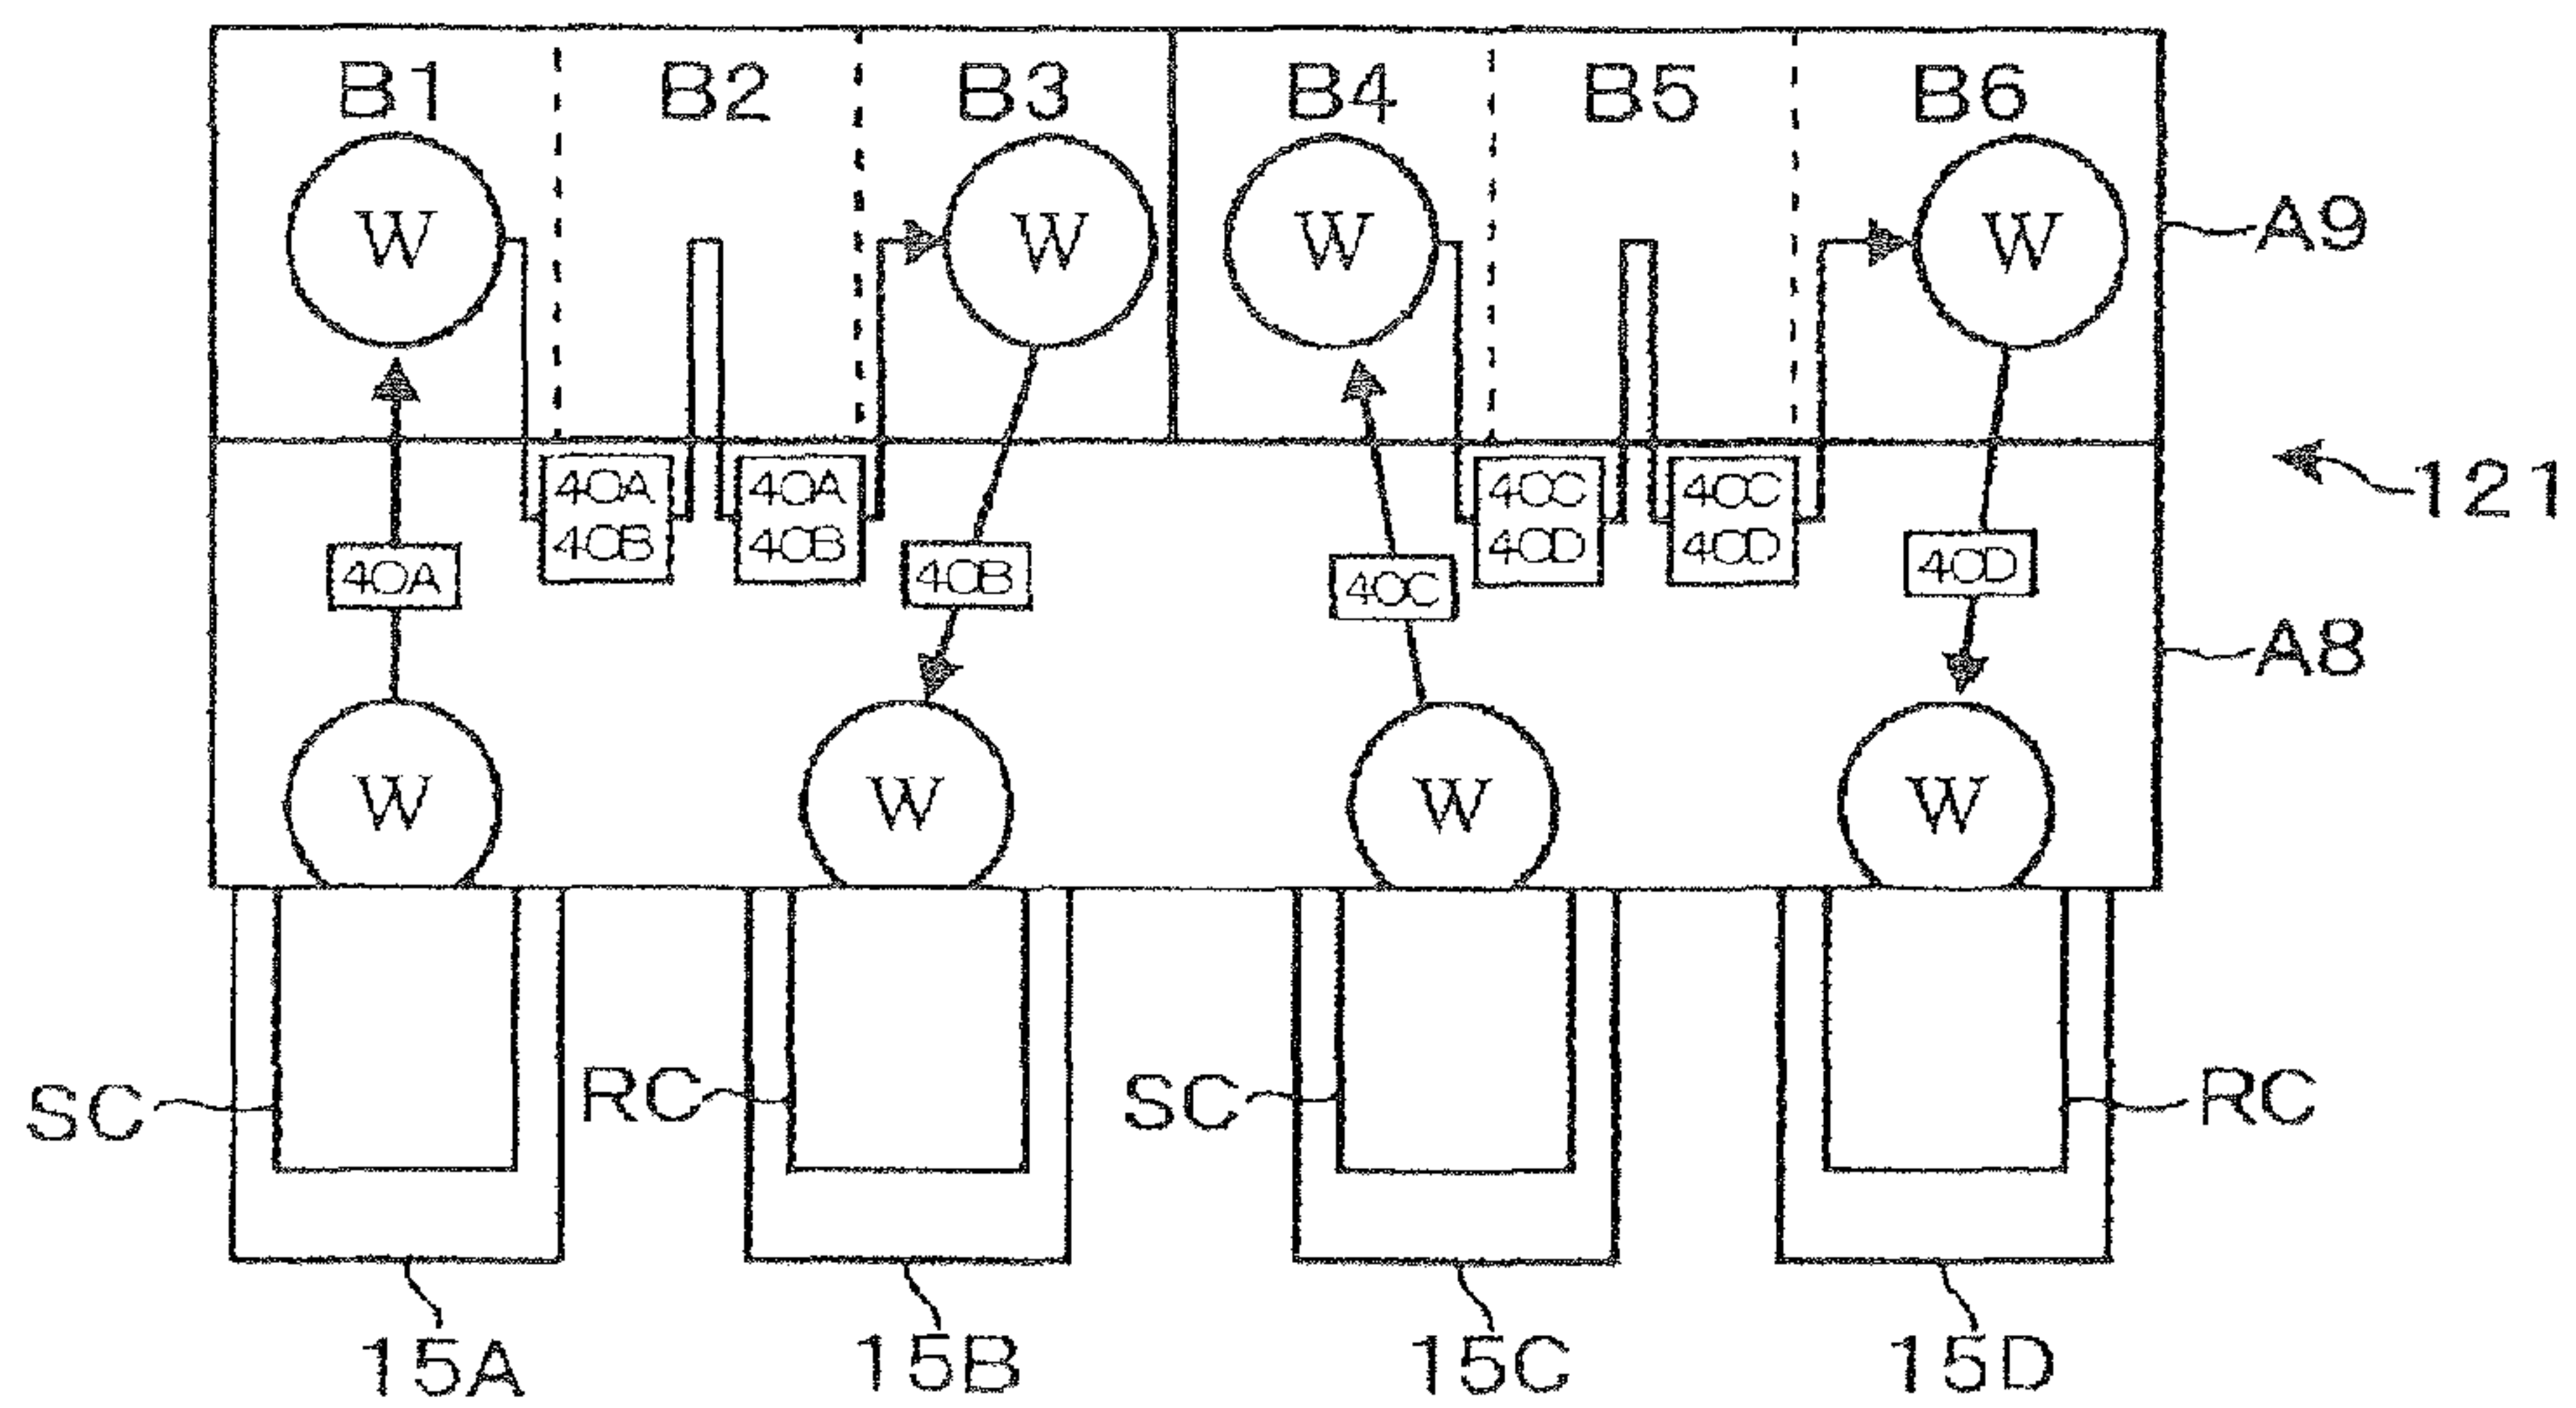 B1 B2 B3 B4 B5 B6
W W W W
A9
40A 40A 40C 40C
121
40B 40B 40D 40D
40A 40B 40C 40D
A8
W W W W
SC RC SC RC
15A 15B 15C 15D